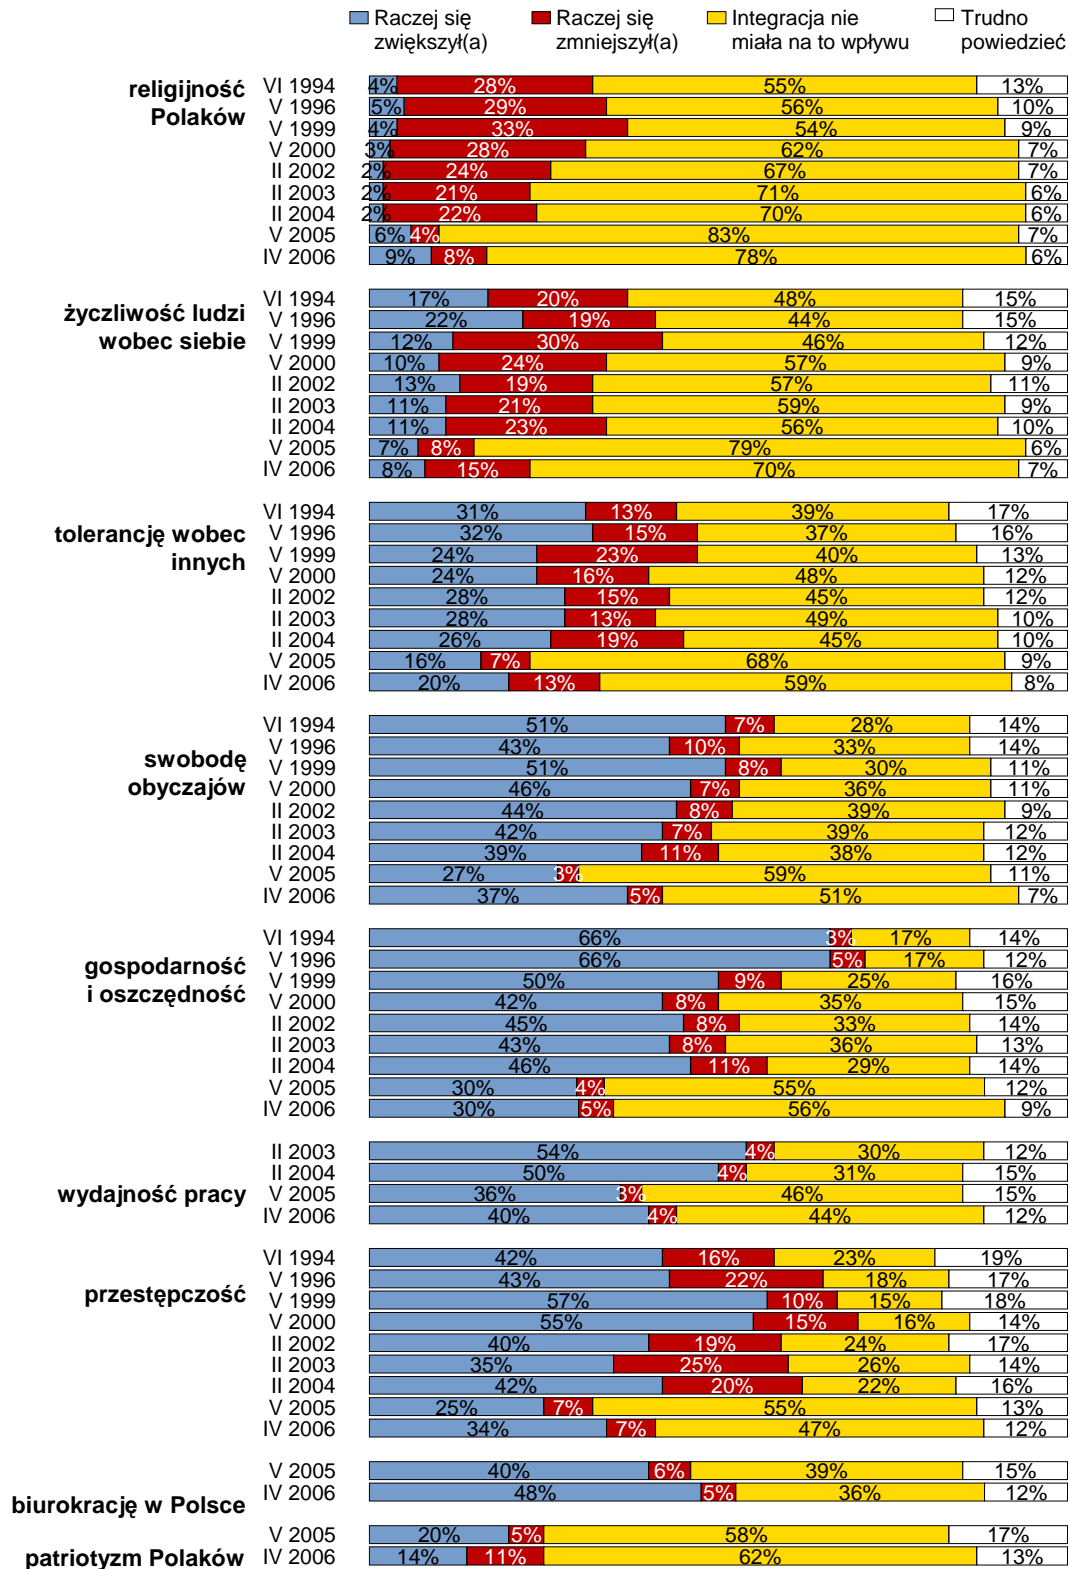 Raczej się zwiększył(a)
Raczej się zmniejszył(a)
Integracja nie miała na to wpływu
Trudno powiedzieć
religijność Polaków
VI 1994 4% 28% 55% 13%
V 1996 5% 29% 56% 10%
V 1999 4% 33% 54% 9%
V 2000 3% 28% 62% 7%
II 2002 2% 24% 67% 7%
II 2003 2% 21% 71% 6%
II 2004 2% 22% 70% 6%
V 2005 6% 4% 83% 7%
IV 2006 9% 8% 78% 6%
życzliwość ludzi wobec siebie
VI 1994 17% 20% 48% 15%
V 1996 22% 19% 44% 15%
V 1999 12% 30% 46% 12%
V 2000 10% 24% 57% 9%
II 2002 13% 19% 57% 11%
II 2003 11% 21% 59% 9%
II 2004 11% 23% 56% 10%
V 2005 7% 8% 79% 6%
IV 2006 8% 15% 70% 7%
tolerancję wobec innych
VI 1994 31% 13% 39% 17%
V 1996 32% 15% 37% 16%
V 1999 24% 23% 40% 13%
V 2000 24% 16% 48% 12%
II 2002 28% 15% 45% 12%
II 2003 28% 13% 49% 10%
II 2004 26% 19% 45% 10%
V 2005 16% 7% 68% 9%
IV 2006 20% 13% 59% 8%
swobodę obyczajów
VI 1994 51% 7% 28% 14%
V 1996 43% 10% 33% 14%
V 1999 51% 8% 30% 11%
V 2000 46% 7% 36% 11%
II 2002 44% 8% 39% 9%
II 2003 42% 7% 39% 12%
II 2004 39% 11% 38% 12%
V 2005 27% 3% 59% 11%
IV 2006 37% 5% 51% 7%
gospodarność i oszczędność
VI 1994 66% 3% 17% 14%
V 1996 66% 5% 17% 12%
V 1999 50% 9% 25% 16%
V 2000 42% 8% 35% 15%
II 2002 45% 8% 33% 14%
II 2003 43% 8% 36% 13%
II 2004 46% 11% 29% 14%
V 2005 30% 4% 55% 12%
IV 2006 30% 5% 56% 9%
wydajność pracy
II 2003 54% 4% 30% 12%
II 2004 50% 4% 31% 15%
V 2005 36% 3% 46% 15%
IV 2006 40% 4% 44% 12%
przestępczość
VI 1994 42% 16% 23% 19%
V 1996 43% 22% 18% 17%
V 1999 57% 10% 15% 18%
V 2000 55% 15% 16% 14%
II 2002 40% 19% 24% 17%
II 2003 35% 25% 26% 14%
II 2004 42% 20% 22% 16%
V 2005 25% 7% 55% 13%
IV 2006 34% 7% 47% 12%
biurokrację w Polsce
V 2005 40% 6% 39% 15%
IV 2006 48% 5% 36% 12%
patriotyzm Polaków
V 2005 20% 5% 58% 17%
IV 2006 14% 11% 62% 13%